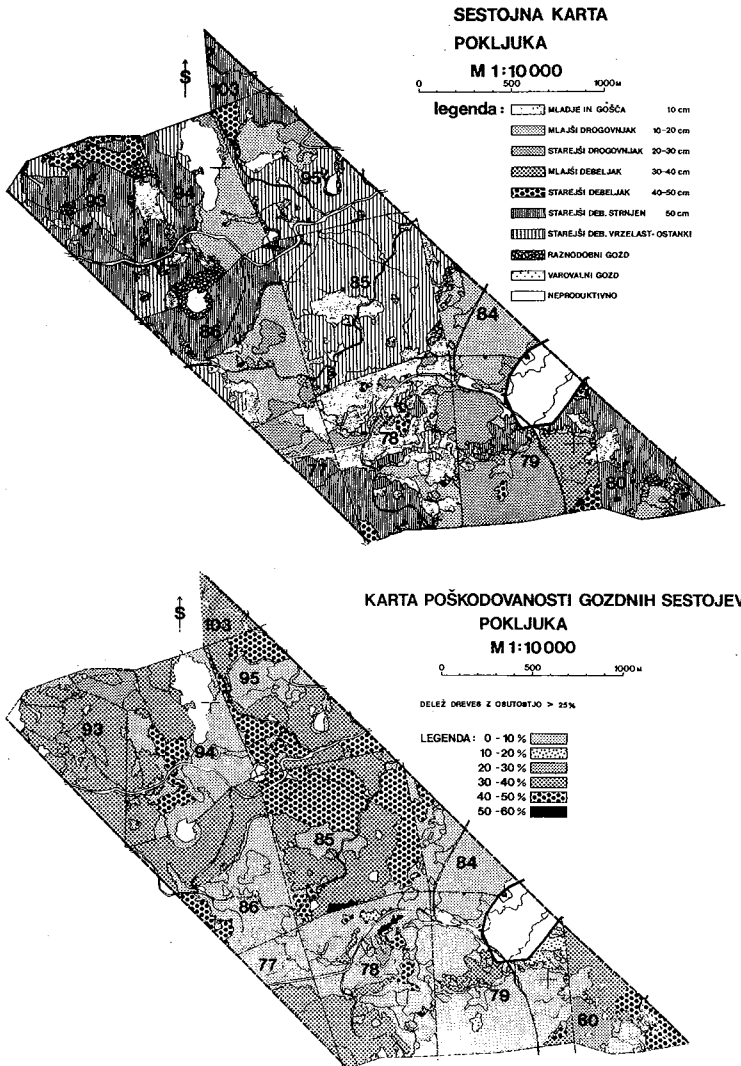 SESTOJNA KARTA
POKLJUKA
M 1:10 000
0 500 1000 M
legenda :
MLADJE IN GOŠČA 10 cm
MLAJŠI DROGOVNJAK 10-20 cm
STAREJŠI DROGOVNJAK 20-30 cm
MLAJŠI DEBELJAK 30-40 cm
STAREJŠI DEBELJAK 40-50 cm
STAREJŠI DEB. STRNJEN 50 cm
STAREJŠI DEB. VRZELAST-OSTANKI
RAZNODOBNI GOZD
VAROVALNI GOZD
NEPRODUKTIVNO
Š
103
95
94
93
85
84
86
78
79
77
80
KARTA POŠKODOVANOSTI GOZDNIH SESTOJEV
POKLJUKA
M 1:10 000
0 500 1000 M
DELEŽ DREVES Z OSUTOSTJO > 25%
LEGENDA: 0 - 10 %
10 - 20 %
20 - 30 %
30 - 40 %
40 - 50 %
50 - 60 %
S
103
95
93
94
85
84
86
77
78
79
80